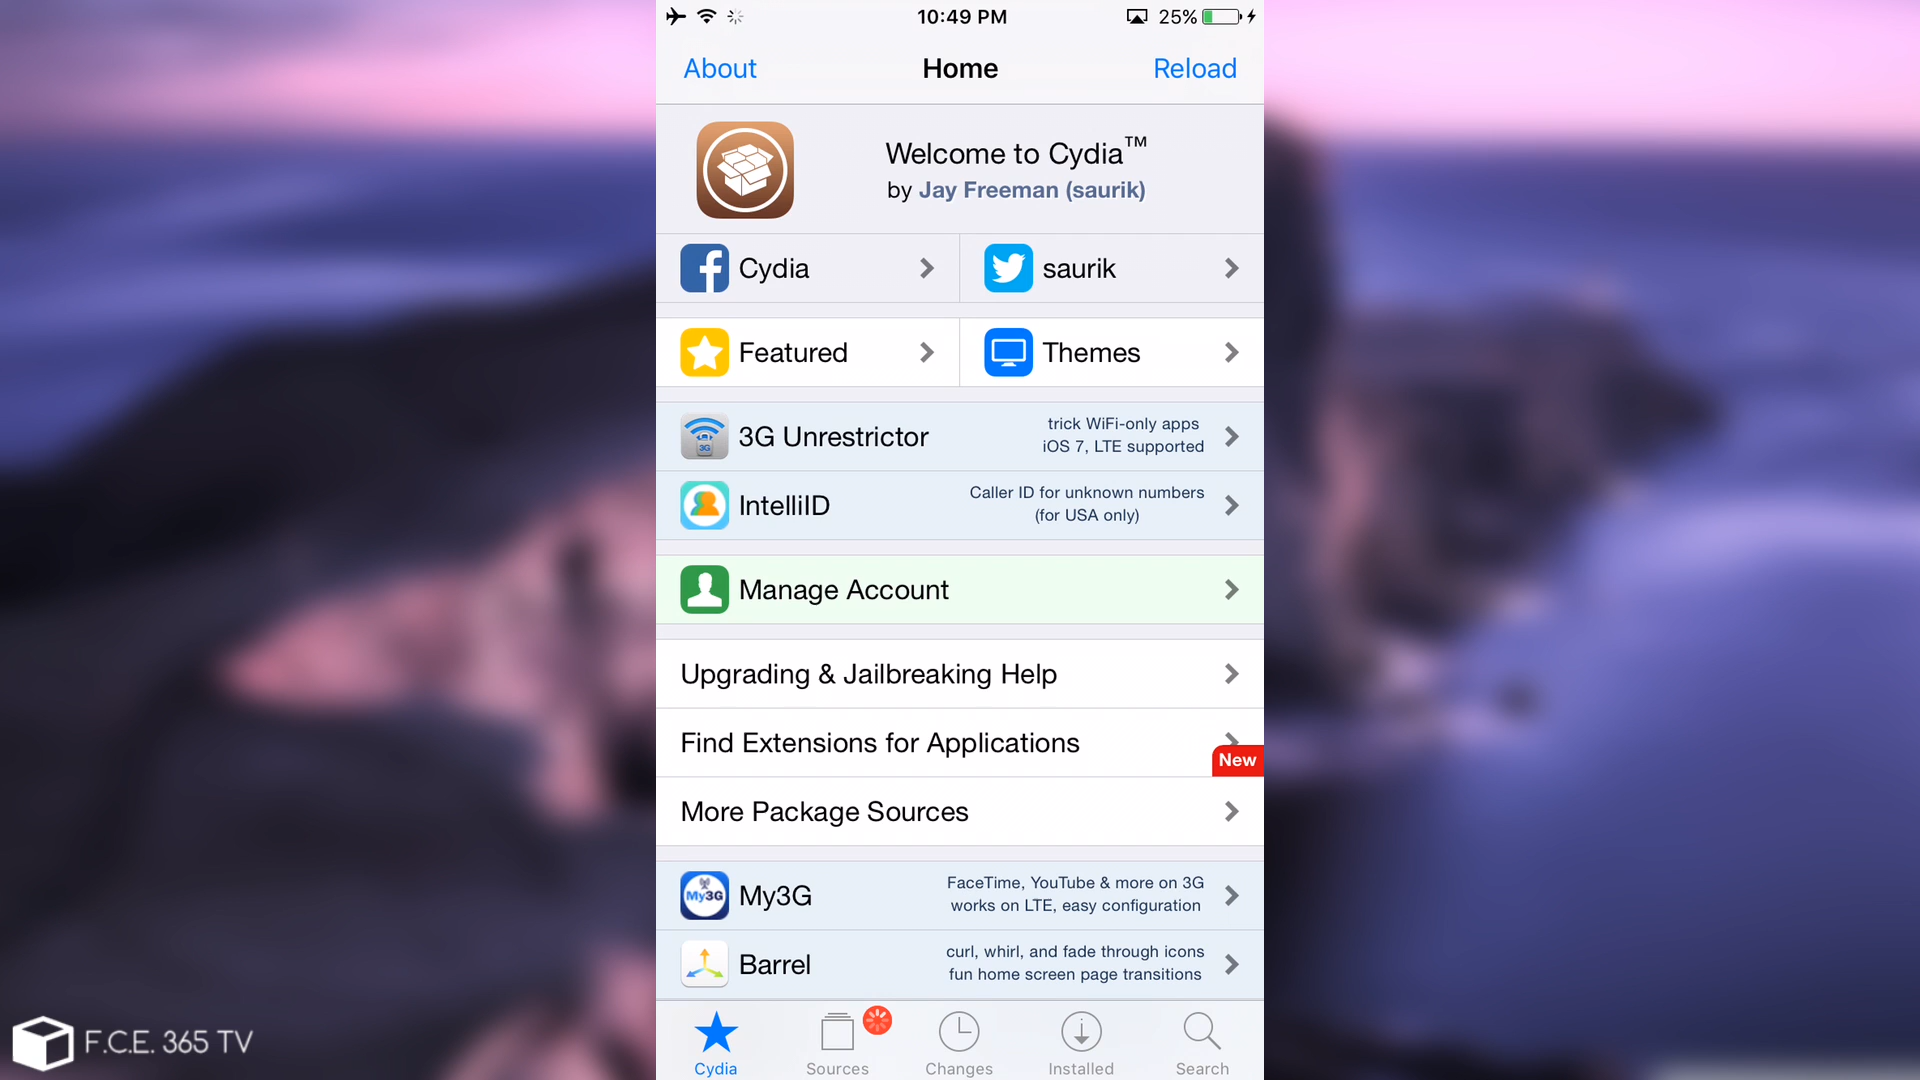 10:49 PM
25%
About
Home
Reload
Welcome to Cydia™
by Jay Freeman (saurik)
Cydia
saurik
Featured
Themes
3G
3G Unrestrictor
trick WiFi-only apps
iOS 7, LTE supported
IntelliID
Caller ID for unknown numbers
(for USA only)
Manage Account
Upgrading & Jailbreaking Help
Find Extensions for Applications
New
More Package Sources
My3G
My3G
FaceTime, YouTube & more on 3G
works on LTE, easy configuration
Barrel
curl, whirl, and fade through icons
fun home screen page transitions
Cydia
Sources
Changes
Installed
Search
F.C.E. 365 TV